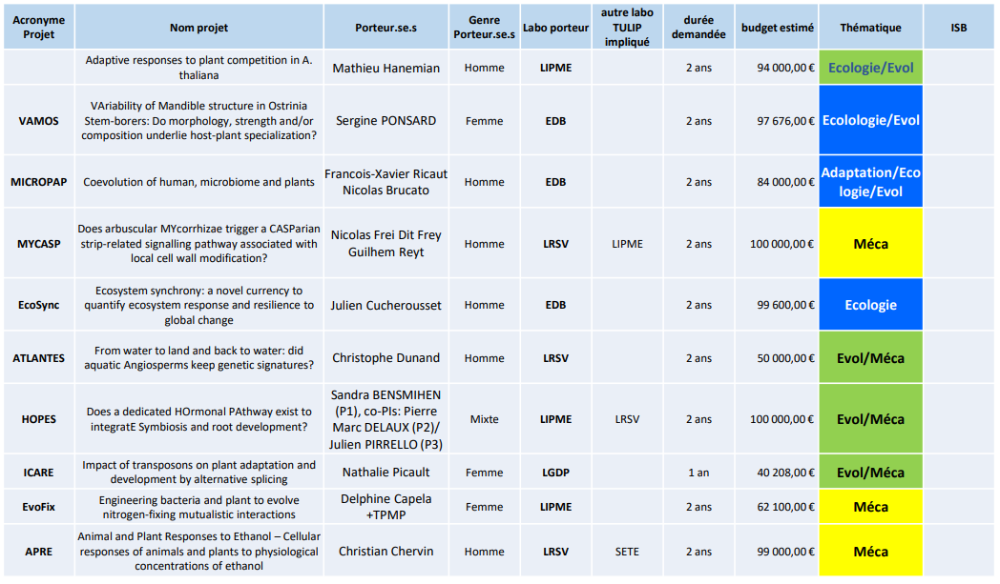 Acronyme Projet Nom projet Porteur.se.s Genre Porteur.se.s Labo porteur autre labo TULIP impliqué durée demandée budget estimé Thématique ISB
Adaptive responses to plant competition in A.
thaliana
Mathieu Hanemian Homme LIPME 2 ans 94 000,00 € Ecologie/Evol
VAMOS
VAriability of Mandible structure in Ostrinia
Stem-borers: Do morphology, strength and/or
composition underlie host-plant specialization?
Sergine PONSARD Femme EDB 2 ans 97 676,00 € Ecolologie/Evol
MICROPAP Coevolution of human, microbiome and plants
Francois-Xavier Ricaut
Nicolas Brucato
Homme EDB 2 ans 84 000,00 €
Adaptation/Eco
logie/Evol
MYCASP
Does arbuscular MYcorrhizae trigger a CASParian
strip-related signalling pathway associated with
local cell wall modification?
Nicolas Frei Dit Frey
Guilhem Reyt
Homme LRSV LIPME 2 ans 100 000,00 € Méca
EcoSync
Ecosystem synchrony: a novel currency to
quantify ecosystem response and resilience to
global change
Julien Cucherousset Homme EDB 2 ans 99 600,00 € Ecologie
ATLANTES
From water to land and back to water: did
aquatic Angiosperms keep genetic signatures?
Christophe Dunand Homme LRSV 2 ans 50 000,00 € Evol/Méca
HOPES
Does a dedicated HOrmonal PAthway exist to
integratE Symbiosis and root development?
Sandra BENSMIHEN
(P1), co-PIs: Pierre
Marc DELAUX (P2)/
Julien PIRRELLO (P3)
Mixte LIPME LRSV 2 ans 100 000,00 € Evol/Méca
ICARE
Impact of transposons on plant adaptation and
development by alternative splicing
Nathalie Picault Femme LGDP 1 an 40 208,00 € Evol/Méca
EvoFix
Engineering bacteria and plant to evolve
nitrogen-fixing mutualistic interactions
Delphine Capela
+TPMP
Femme LIPME 2 ans 62 100,00 € Méca
APRE
Animal and Plant Responses to Ethanol – Cellular
responses of animals and plants to physiological
concentrations of ethanol
Christian Chervin Homme LRSV SETE 2 ans 99 000,00 € Méca